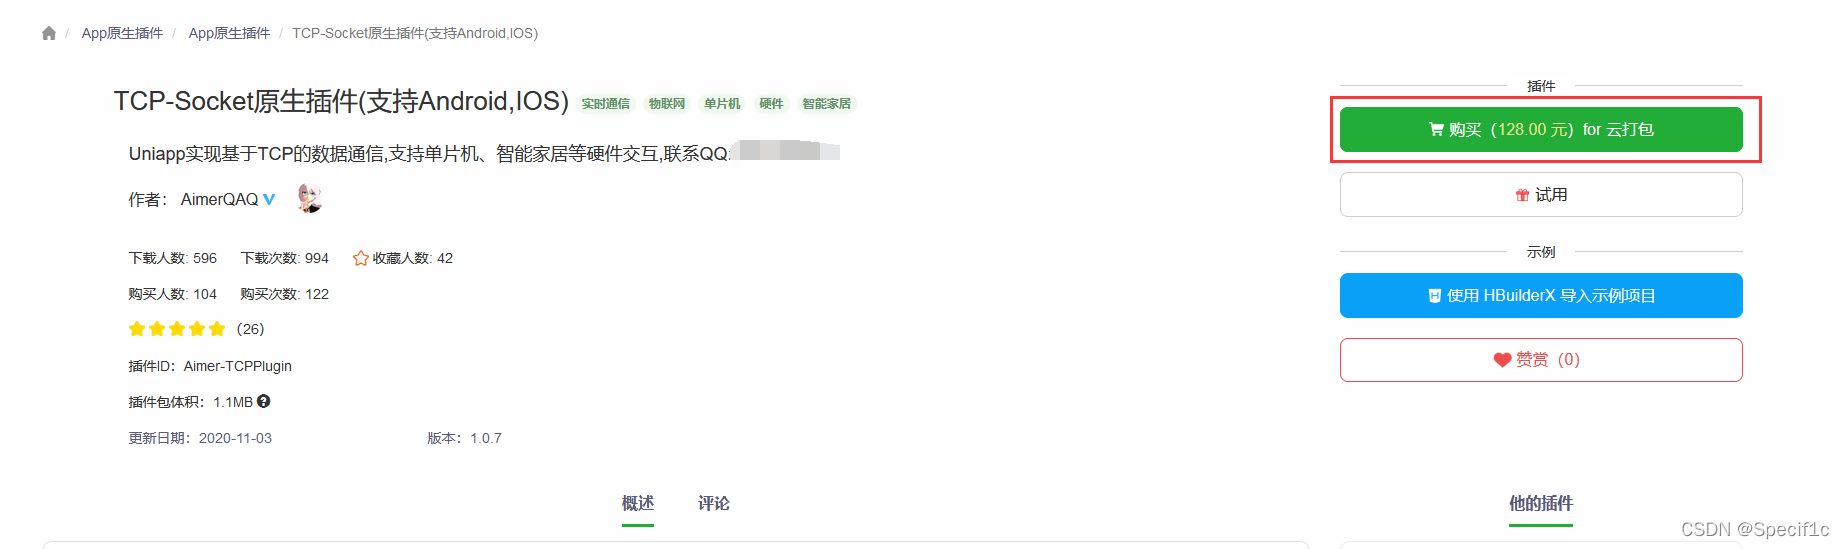 App原生插件 / App原生插件 / TCP-Socket原生插件(支持Android,IOS)
TCP-Socket原生插件(支持Android,IOS) 实时通信 物联网 单片机 硬件 智能家居
Uniapp实现基于TCP的数据通信,支持单片机、智能家居等硬件交互,联系QQ:
作者： AimerQAQ
下载人数: 596 下载次数: 994 收藏人数: 42
购买人数: 104 购买次数: 122
(26)
插件ID：Aimer-TCPPlugin
插件包体积：1.1MB
更新日期：2020-11-03 版本：1.0.7
概述 评论
插件
购买（128.00 元）for 云打包
试用
示例
使用 HBuilderX 导入示例项目
赞赏（0）
他的插件
CSDN @Specif1c